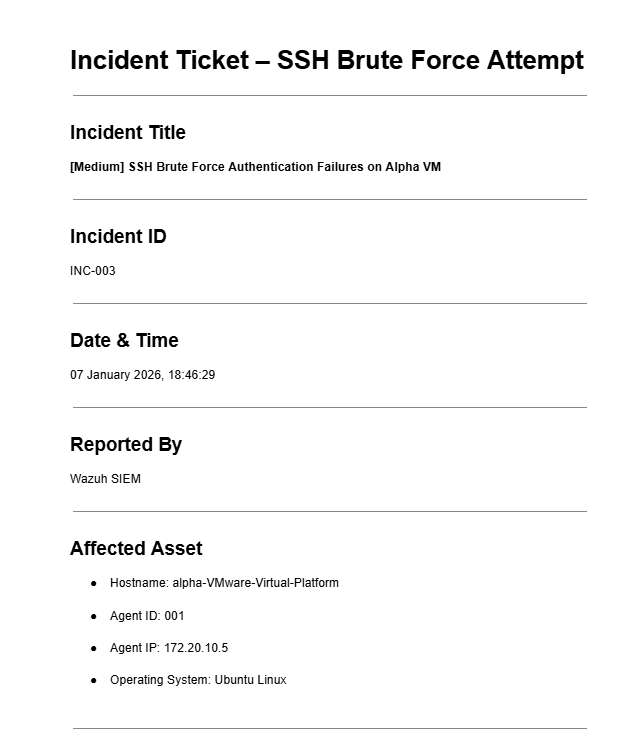 Incident Ticket – SSH Brute Force Attempt
Incident Title
[Medium] SSH Brute Force Authentication Failures on Alpha VM
Incident ID
INC-003
Date & Time
07 January 2026, 18:46:29
Reported By
Wazuh SIEM
Affected Asset
● Hostname: alpha-VMware-Virtual-Platform
● Agent ID: 001
● Agent IP: 172.20.10.5
● Operating System: Ubuntu Linux